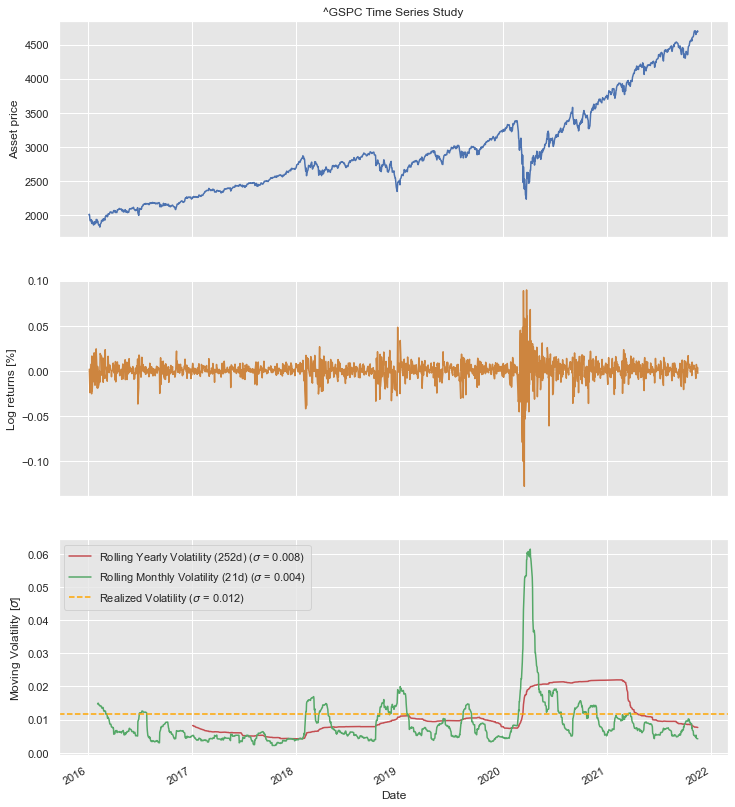 ^GSPC Time Series Study
Asset price
4500
4000
3500
3000
2500
2000
Log returns [%]
0.10
0.05
0.00
−0.05
−0.10
Moving Volatility [σ]
0.06
0.05
0.04
0.03
0.02
0.01
0.00
Rolling Yearly Volatility (252d) (σ = 0.008)
Rolling Monthly Volatility (21d) (σ = 0.004)
Realized Volatility (σ = 0.012)
2016 2017 2018 2019 2020 2021 2022
Date